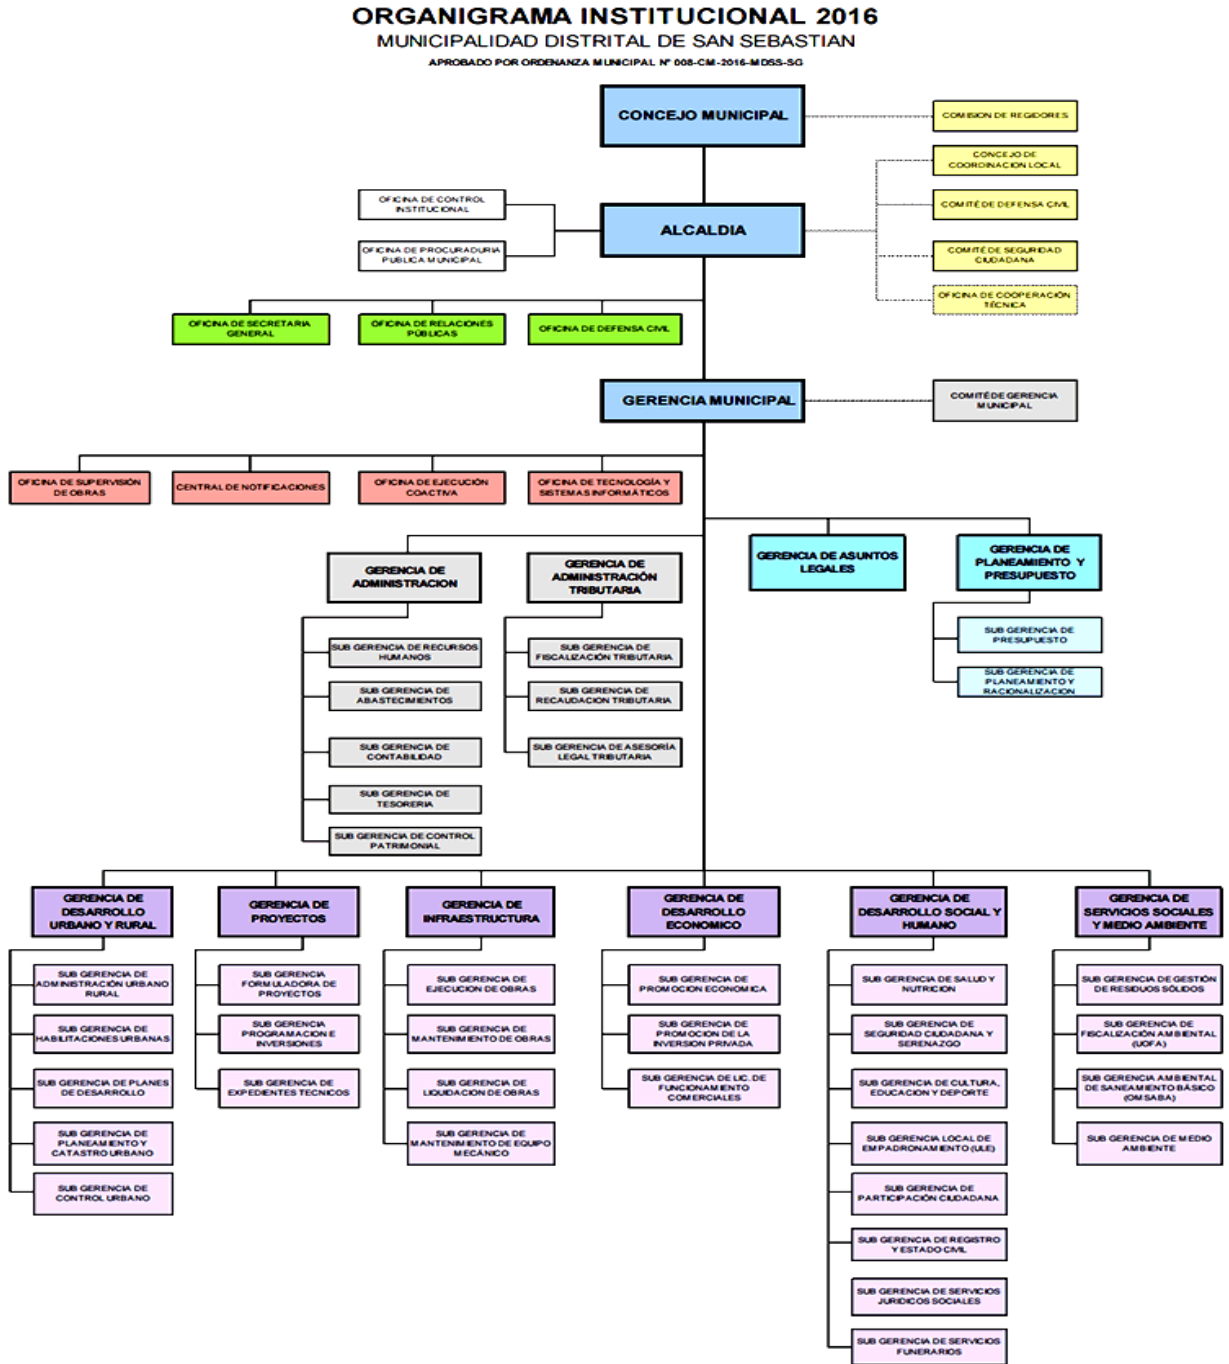 ORGANIGRAMA INSTITUCIONAL 2016
MUNICIPALIDAD DISTRITAL DE SAN SEBASTIAN
APROBADO POR ORDENANZA MUNICIPAL N° 008-CM-2016-MDSS-SG
CONCEJO MUNICIPAL
COMISION DE REGIDORES
CONCEJO DE
COORDINACION LOCAL
OFICINA DE CONTROL
INSTITUCIONAL
COMITÉ DE DEFENSA CIVIL
ALCALDIA
OFICINA DE PROCURADURIA
PUBLICA MUNICIPAL
COMITÉ DE SEGURIDAD
CIUDADANA
OFICINA DE COOPERACIÓN
TÉCNICA
OFICINA DE SECRETARIA
GENERAL
OFICINA DE RELACIONES
PÚBLICAS
OFICINA DE DEFENSA CIVIL
GERENCIA MUNICIPAL
COMITÉ DE GERENCIA
MUNICIPAL
OFICINA DE SUPERVISIÓN
DE OBRAS
CENTRAL DE NOTIFICACIONES
OFICINA DE EJECUCIÓN
COACTIVA
OFICINA DE TECNOLOGÍA Y
SISTEMAS INFORMÁTICOS
GERENCIA DE ASUNTOS
LEGALES
GERENCIA DE
PLANEAMIENTO Y
PRESUPUESTO
GERENCIA DE
ADMINISTRACION
GERENCIA DE
ADMINISTRACIÓN
TRIBUTARIA
SUB GERENCIA DE
PRESUPUESTO
SUB GERENCIA DE
PLANEAMIENTO Y
RACIONALIZACION
SUB GERENCIA DE RECURSOS
HUMANOS
SUB GERENCIA DE
ABASTECIMIENTOS
SUB GERENCIA DE
CONTABILIDAD
SUB GERENCIA DE
TESORERIA
SUB GERENCIA DE CONTROL
PATRIMONIAL
SUB GERENCIA DE
FISCALIZACIÓN TRIBUTARIA
SUB GERENCIA DE
RECAUDACION TRIBUTARIA
SUB GERENCIA DE ASESORÍA
LEGAL TRIBUTARIA
GERENCIA DE
DESARROLLO
URBANO Y RURAL
SUB GERENCIA DE
ADMINISTRACIÓN URBANO
RURAL
SUB GERENCIA DE
HABILITACIONES URBANAS
SUB GERENCIA DE PLANES
DE DESARROLLO
SUB GERENCIA DE
PLANEAMIENTO Y
CATASTRO URBANO
SUB GERENCIA DE
CONTROL URBANO
GERENCIA DE
PROYECTOS
SUB GERENCIA
FORMULADORA DE
PROYECTOS
SUB GERENCIA
PROGRAMACION E
INVERSIONES
SUB GERENCIA DE
EXPEDIENTES TECNICOS
GERENCIA DE
INFRAESTRUCTURA
SUB GERENCIA DE
EJECUCION DE OBRAS
SUB GERENCIA DE
MANTENIMIENTO DE OBRAS
SUB GERENCIA DE
LIQUIDACION DE OBRAS
SUB GERENCIA DE
MANTENIMIENTO DE EQUIPO
MECÁNICO
GERENCIA DE
DESARROLLO
ECONOMICO
SUB GERENCIA DE
PROMOCION ECONOMICA
SUB GERENCIA DE
PROMOCION DE LA
INVERSION PRIVADA
SUB GERENCIA DE LIC. DE
FUNCIONAMIENTO
COMERCIALES
GERENCIA DE
DESARROLLO SOCIAL Y
HUMANO
SUB GERENCIA DE SALUD Y
NUTRICION
SUB GERENCIA DE
SEGURIDAD CIUDADANA Y
SERENAZGO
SUB GERENCIA DE CULTURA,
EDUCACION Y DEPORTE
SUB GERENCIA LOCAL DE
EMPADRONAMIENTO (ULE)
SUB GERENCIA DE
PARTICIPACIÓN CIUDADANA
SUB GERENCIA DE REGISTRO
Y ESTADO CIVIL
SUB GERENCIA DE SERVICIOS
JURIDICOS SOCIALES
SUB GERENCIA DE SERVICIOS
FUNERARIOS
GERENCIA DE
SERVICIOS SOCIALES
Y MEDIO AMBIENTE
SUB GERENCIA DE GESTIÓN
DE RESIDUOS SÓLIDOS
SUB GERENCIA DE
FISCALIZACIÓN AMBIENTAL
(UOFA)
SUB GERENCIA AMBIENTAL
DE SANEAMIENTO BÁSICO
(OMSABA)
SUB GERENCIA DE MEDIO
AMBIENTE